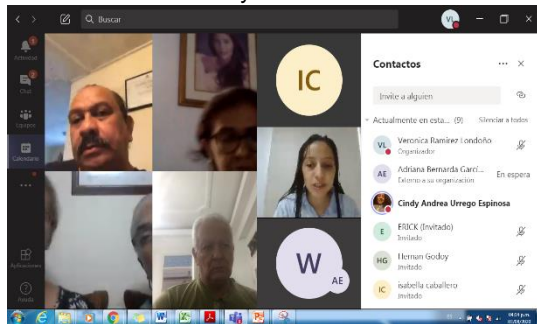 Buscar
VL
Actividad
Chat
Equipos
Calendario
Aplicaciones
Ayuda
IC
W
AE
Contactos
Invite a alguien
Actualmente en esta... (9)
Silenciar a todos
VL
Veronica Ramirez Londoño
Organizador
AE
Adriana Bernarda Garcí...
Externo a su organización
En espera
Cindy Andrea Urrego Espinosa
E
ERICK (Invitado)
Invitado
HG
Hernan Godoy
Invitado
IC
isabella caballero
Invitado